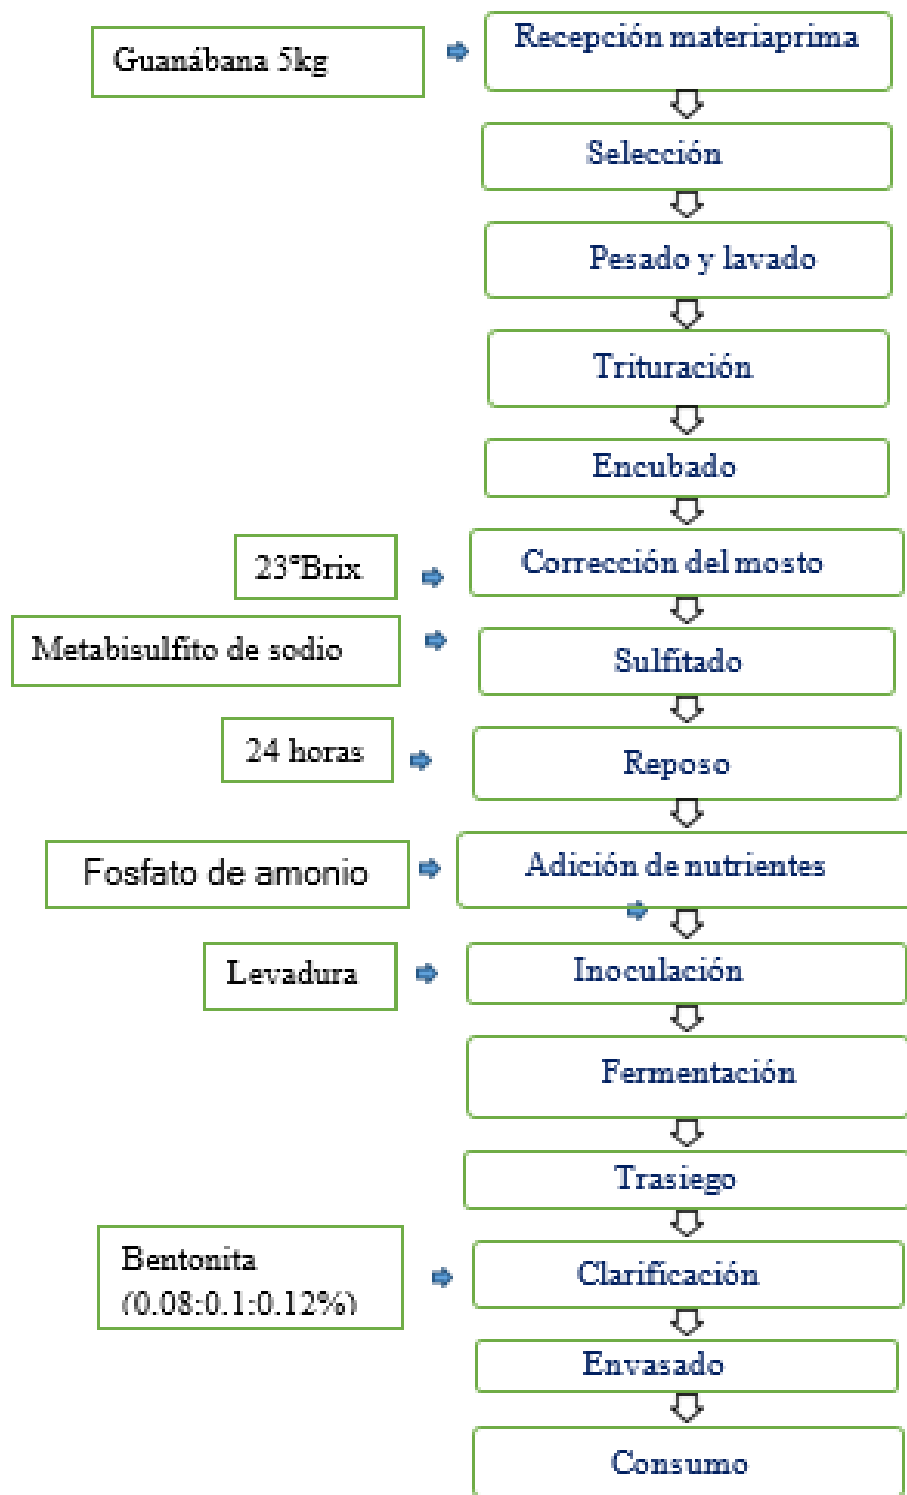 Guanábana 5kg
Recepción materiaprima
Selección
Pesado y lavado
Trituración
Encubado
23°Brix
Corrección del mosto
Metabisulfito de sodio
Sulfitado
24 horas
Reposo
Fosfato de amonio
Adición de nutrientes
Levadura
Inoculación
Fermentación
Trasiego
Bentonita
(0.08:0.1:0.12%)
Clarificación
Envasado
Consumo